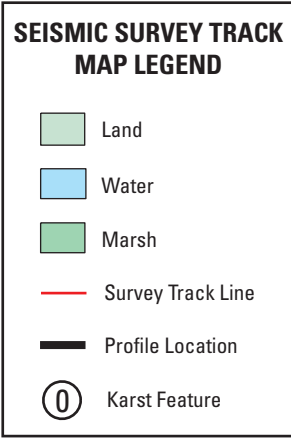 SEISMIC SURVEY TRACK
MAP LEGEND
Land
Water
Marsh
Survey Track Line
Profile Location
0 Karst Feature